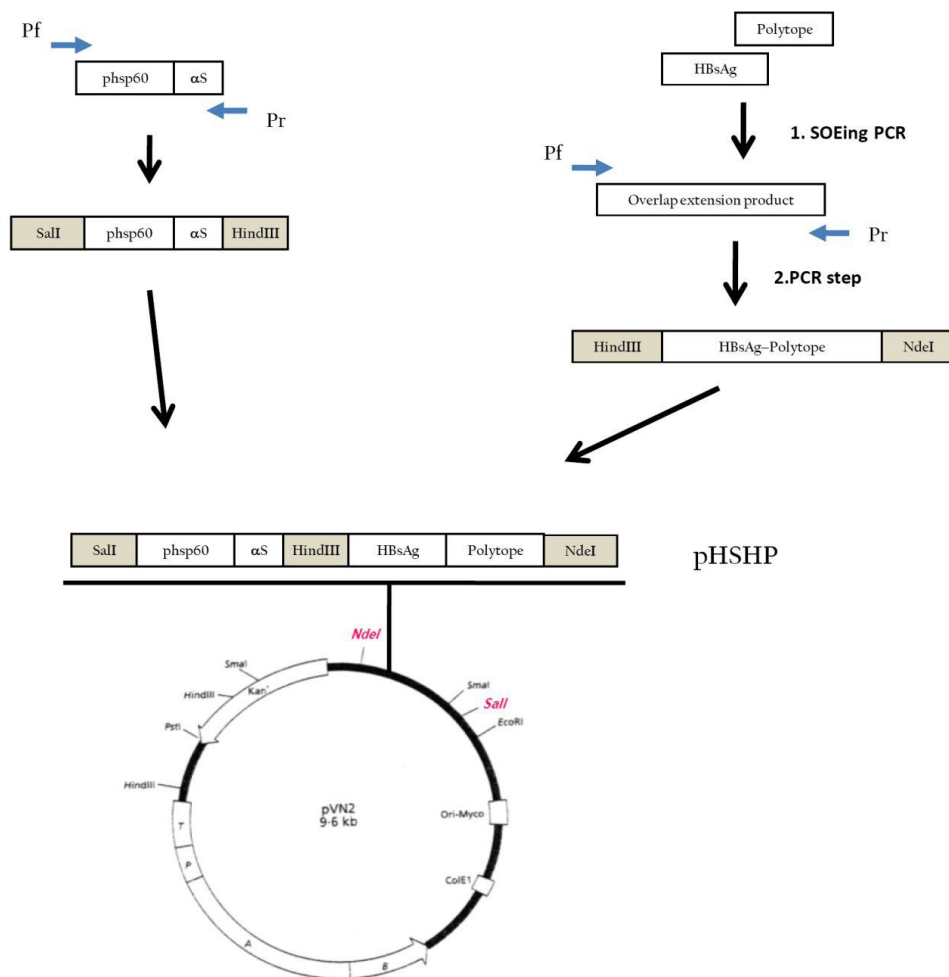 Pf
phsp60 αS
Pr
SalI phsp60 αS HindIII
Polytope
HBsAg
1. SOEing PCR
Pf
Overlap extension product
Pr
2.PCR step
HindIII HBsAg–Polytope NdeI
SalI phsp60 αS HindIII HBsAg Polytope NdeI
pHSHP
NdeI
SmaI
Kanr
HindIII
PstI
HindIII
SmaI
SalI
EcoRI
pVN2
9·6 kb
Ori-Myco
ColE1
T
P
A
B